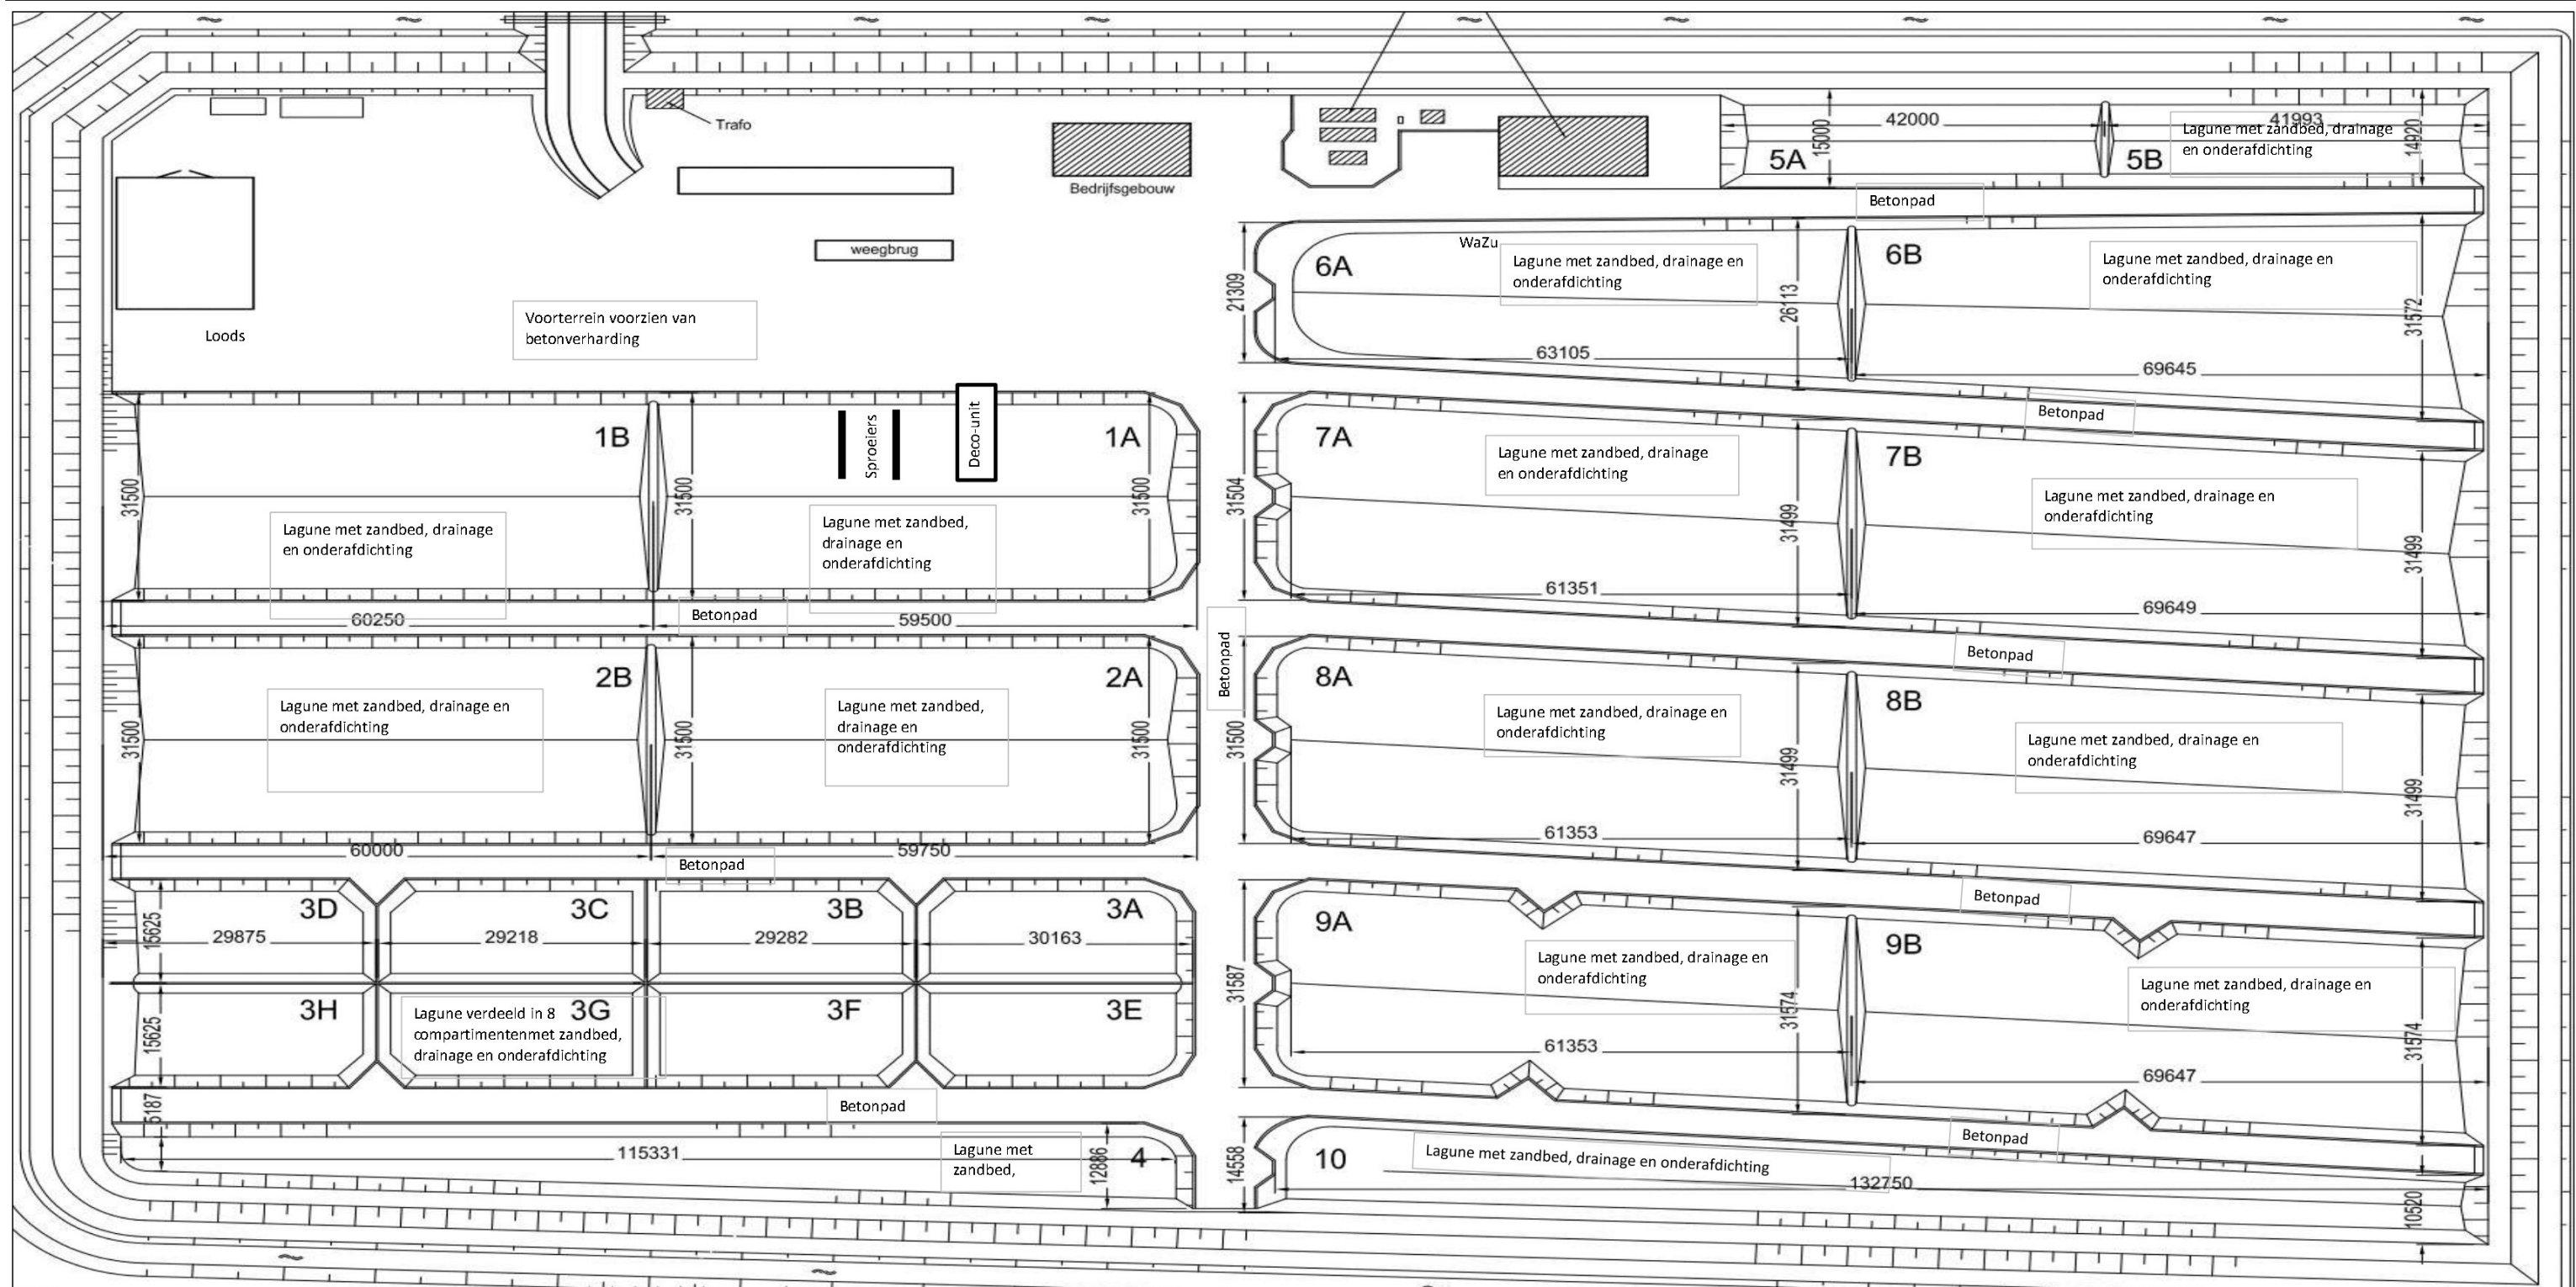 Trafo
Bedrijfsgebouw
weegbrug
Loods
Voorterrein voorzien van
betonverharding
42000
41993
15000
14920
5A
5B
Lagune met zandbed, drainage
en onderafdichting
Betonpad
WaZu
6A
Lagune met zandbed, drainage en
onderafdichting
6B
Lagune met zandbed, drainage en
onderafdichting
21309
26113
31572
63105
69645
Betonpad
1B
Sproeiers
Deco-unit
1A
31500
31500
31500
Lagune met zandbed, drainage
en onderafdichting
Lagune met zandbed,
drainage en
onderafdichting
60250
Betonpad
59500
7A
Lagune met zandbed, drainage
en onderafdichting
7B
Lagune met zandbed, drainage en
onderafdichting
31504
31499
31499
61351
69649
Betonpad
Betonpad
2B
2A
Lagune met zandbed, drainage en
onderafdichting
Lagune met zandbed,
drainage en
onderafdichting
31500
31500
31500
60000
Betonpad
59750
8A
Lagune met zandbed, drainage en
onderafdichting
8B
Lagune met zandbed, drainage en
onderafdichting
31500
31499
31499
61353
69647
Betonpad
3D
3C
3B
3A
15625
29875
29218
29282
30163
3H
3G
3F
3E
Lagune verdeeld in 8
compartimentenmet zandbed,
drainage en onderafdichting
15625
9A
Lagune met zandbed, drainage en
onderafdichting
9B
Lagune met zandbed, drainage en
onderafdichting
31587
31574
31574
61353
69647
5187
Betonpad
Betonpad
115331
Lagune met
zandbed,
12886
4
14558
10
Lagune met zandbed, drainage en onderafdichting
132750
10520